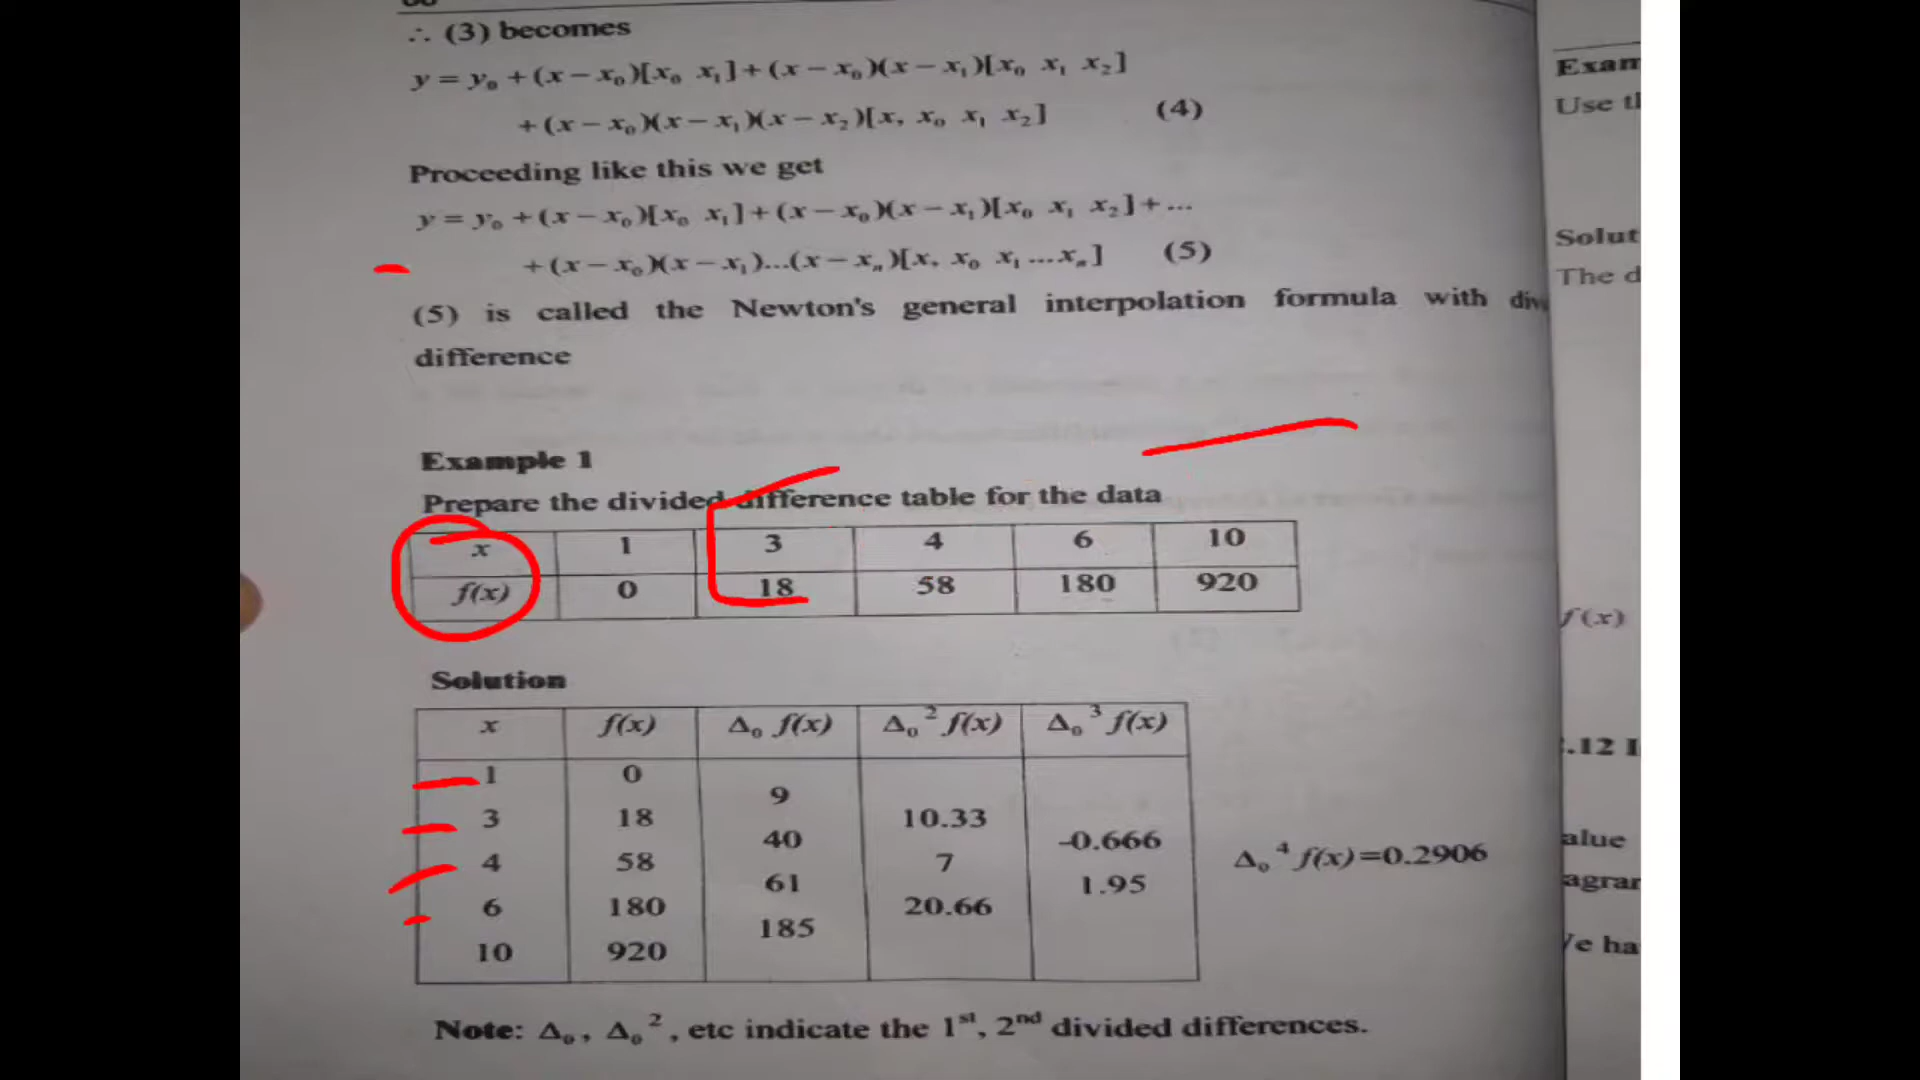 ∴ (3) becomes
y = y₀ + (x − x₀)[x₀ x₁] + (x − x₀)(x − x₁)[x₀ x₁ x₂]
+ (x − x₀)(x − x₁)(x − x₂)[x, x₀ x₁ x₂] (4)
Proceeding like this we get
y = y₀ + (x − x₀)[x₀ x₁] + (x − x₀)(x − x₁)[x₀ x₁ x₂] + ...
+ (x − x₀)(x − x₁)...(x − xₙ)[x, x₀ x₁ ... xₙ] (5)
(5) is called the Newton's general interpolation formula with
difference
Example 1
Prepare the divided difference table for the data
x 1 3 4 6 10
f(x) 0 18 58 180 920
Solution
x f(x) Δ₀ f(x) Δ₀² f(x) Δ₀³ f(x)
1 0
9
3 18 10.33
40 -0.666
4 58 7 Δ₀⁴ f(x)=0.2906
61 1.95
6 180 20.66
185
10 920
Note: Δ₀, Δ₀², etc indicate the 1st, 2nd divided differences.
Use
f(x)
.12